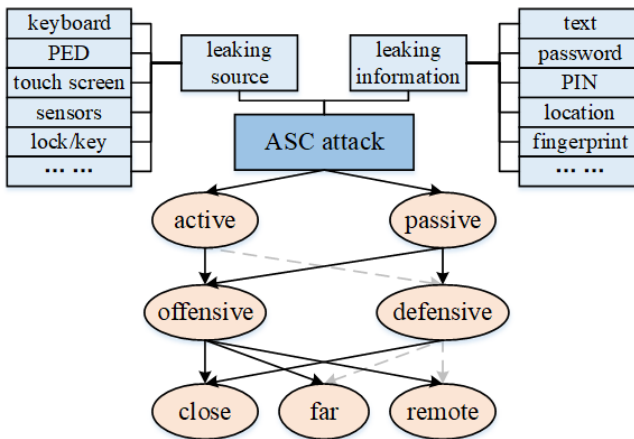 keyboard
PED
touch screen
sensors
lock/key
... ...
leaking
source
leaking
information
text
password
PIN
location
fingerprint
... ...
ASC attack
active
passive
offensive
defensive
close
far
remote